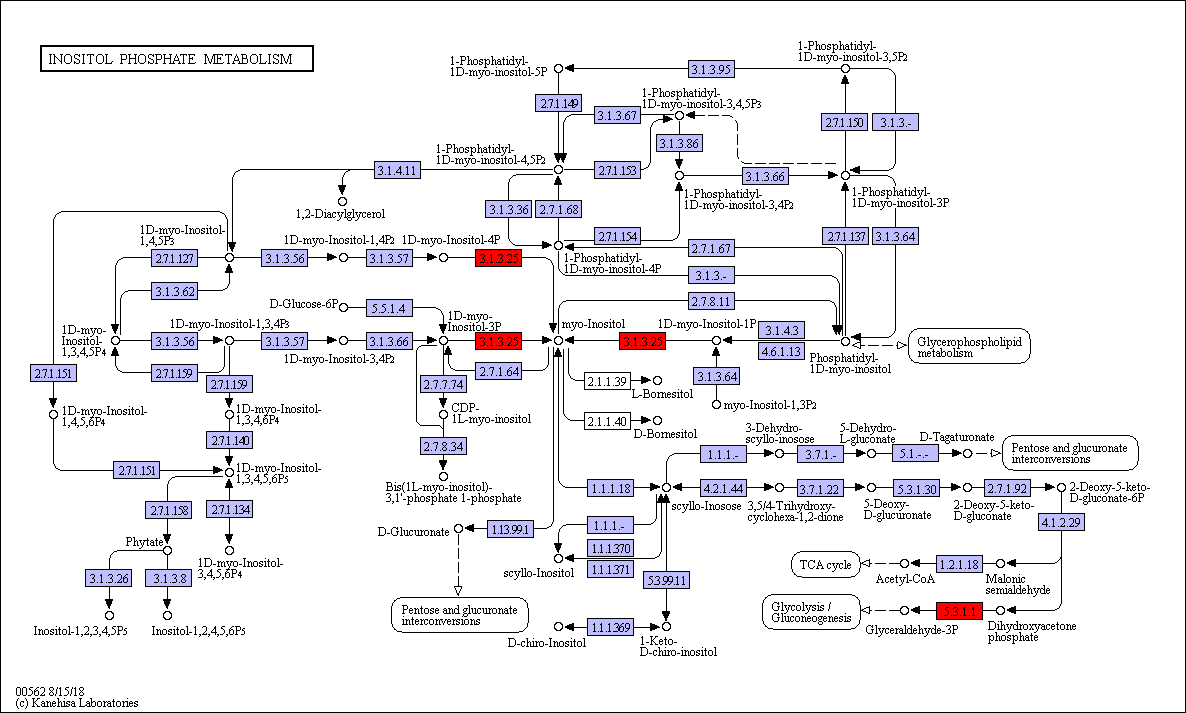 INOSITOL PHOSPHATE METABOLISM
1-Phosphatidyl-
1D-myo-inositol-5P
3.1.3.95
1-Phosphatidyl-
1D-myo-inositol-3,5P2
2.7.1.149
3.1.3.67
1-Phosphatidyl-
1D-myo-inositol-3,4,5P3
2.7.1.150
3.1.3.-
3.1.3.86
1-Phosphatidyl-
1D-myo-inositol-4,5P2
3.1.4.11
2.7.1.153
3.1.3.66
1,2-Diacylglycerol
3.1.3.36
2.7.1.68
1-Phosphatidyl-
1D-myo-inositol-3,4P2
1-Phosphatidyl-
1D-myo-inositol-3P
2.7.1.154
2.7.1.137
3.1.3.64
1D-myo-Inositol-
1,4,5P3
1D-myo-Inositol-1,4P2
1D-myo-Inositol-4P
2.7.1.67
2.7.1.127
3.1.3.56
3.1.3.57
3.1.3.25
1-Phosphatidyl-
1D-myo-inositol-4P
3.1.3.-
3.1.3.62
D-Glucose-6P
5.5.1.4
2.7.8.11
1D-myo-
Inositol-
1,3,4,5P4
1D-myo-Inositol-1,3,4P3
1D-myo-
Inositol-3P
myo-Inositol
1D-myo-Inositol-1P
3.1.4.3
3.1.3.56
3.1.3.57
3.1.3.66
3.1.3.25
3.1.3.25
4.6.1.13
Glycerophospholipid
metabolism
1D-myo-Inositol-3,4P2
Phosphatidyl-
1D-myo-inositol
2.7.1.151
2.7.1.159
2.7.1.159
2.7.1.64
2.7.7.74
2.1.1.39
L-Bornesitol
3.1.3.64
myo-Inositol-1,3P2
1D-myo-Inositol-
1,4,5,6P4
1D-myo-Inositol-
1,3,4,6P4
CDP-
1L-myo-inositol
2.1.1.40
D-Bornesitol
2.7.1.140
2.7.8.34
3-Dehydro-
scyllo-inosose
5-Dehydro-
L-gluconate
D-Tagaturonate
1.1.1.-
3.7.1.-
5.1.-.-
Pentose and glucuronate
interconversions
2.7.1.151
1D-myo-Inositol-
1,3,4,5,6P5
Bis(1L-myo-inositol)-
3,1'-phosphate 1-phosphate
1.1.1.18
4.2.1.44
3.7.1.22
5.3.1.30
2.7.1.92
2-Deoxy-5-keto-
D-gluconate-6P
scyllo-Inosose
3,5/4-Trihydroxy-
cyclohexa-1,2-dione
5-Deoxy-
D-glucuronate
2-Deoxy-5-keto-
D-gluconate
2.7.1.158
2.7.1.134
D-Glucuronate
1.13.99.1
1.1.1.-
4.1.2.29
Phytate
1.1.1.370
1.1.1.371
scyllo-Inositol
1D-myo-Inositol-
3,4,5,6P4
TCA cycle
1.2.1.18
Acetyl-CoA
Malonic
semialdehyde
3.1.3.26
3.1.3.8
5.3.99.11
Pentose and glucuronate
interconversions
Glycolysis /
Gluconeogenesis
5.3.1.1
Glyceraldehyde-3P
Dihydroxyacetone
phosphate
Inositol-1,2,3,4,5P5
Inositol-1,2,4,5,6P5
D-chiro-Inositol
1.1.1.369
1-Keto-
D-chiro-inositol
00562 8/15/18
(c) Kanehisa Laboratories